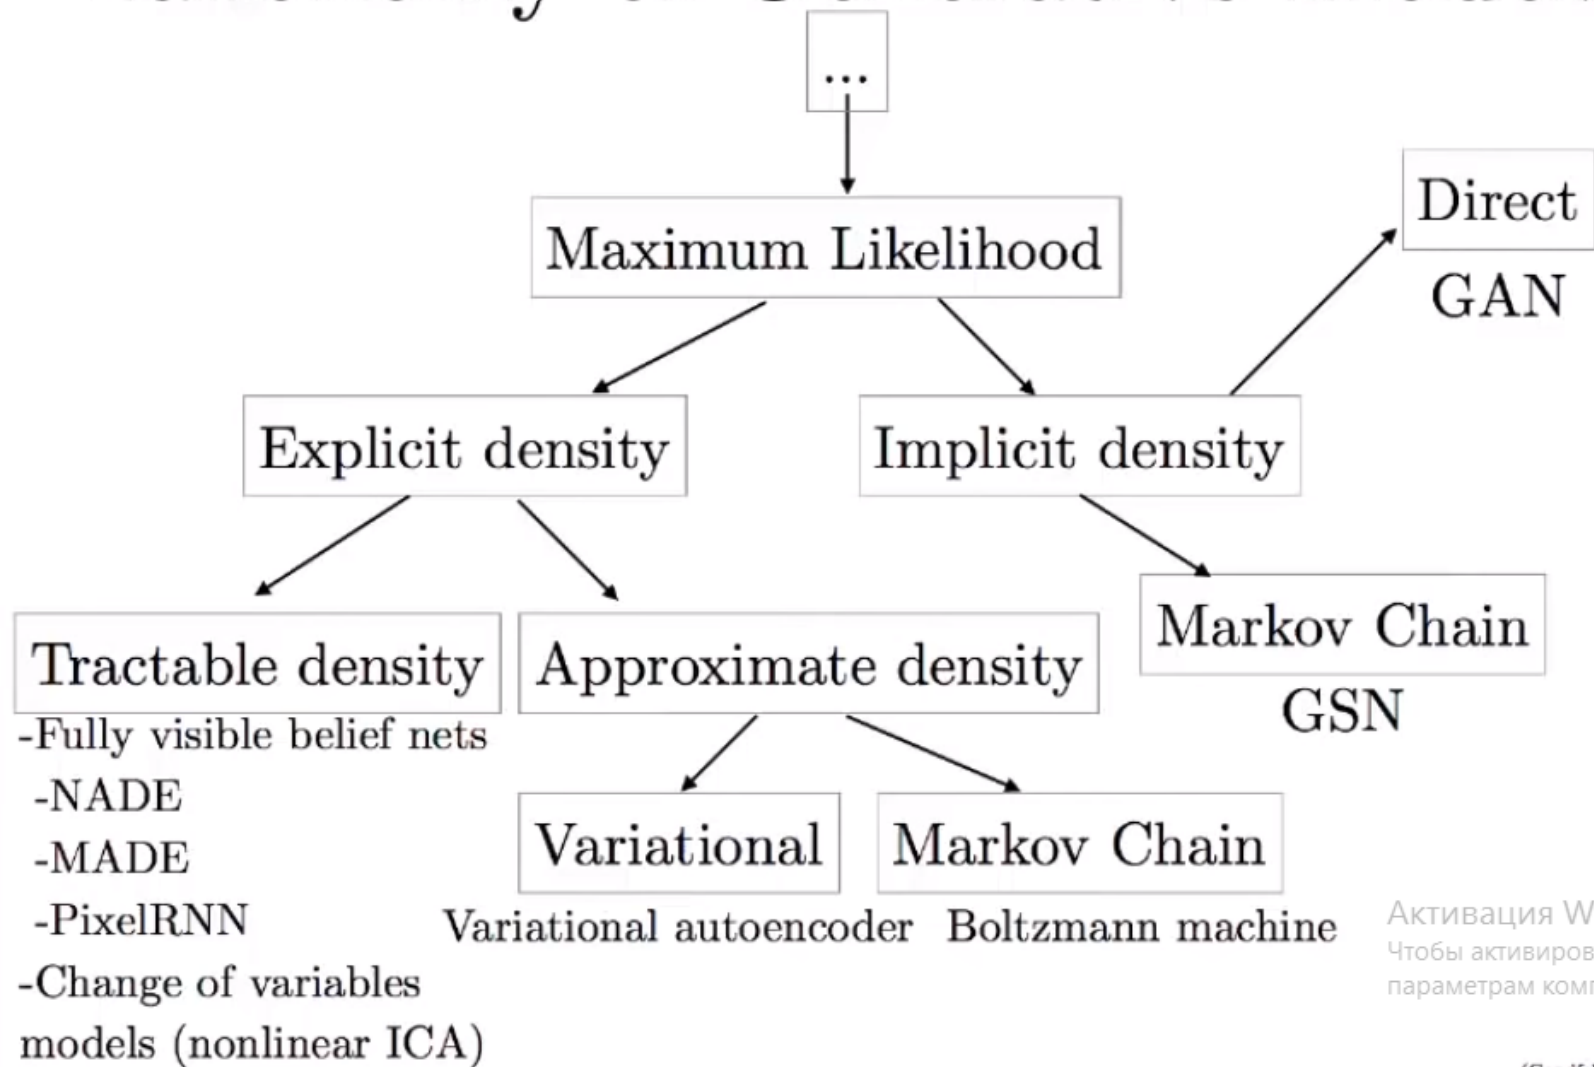 ...
Maximum Likelihood
Direct
GAN
Explicit density
Implicit density
Tractable density
Approximate density
Markov Chain
GSN
-Fully visible belief nets
-NADE
-MADE
-PixelRNN
-Change of variables
models (nonlinear ICA)
Variational
Markov Chain
Variational autoencoder
Boltzmann machine
Активация W
Чтобы активиров
параметрам комп